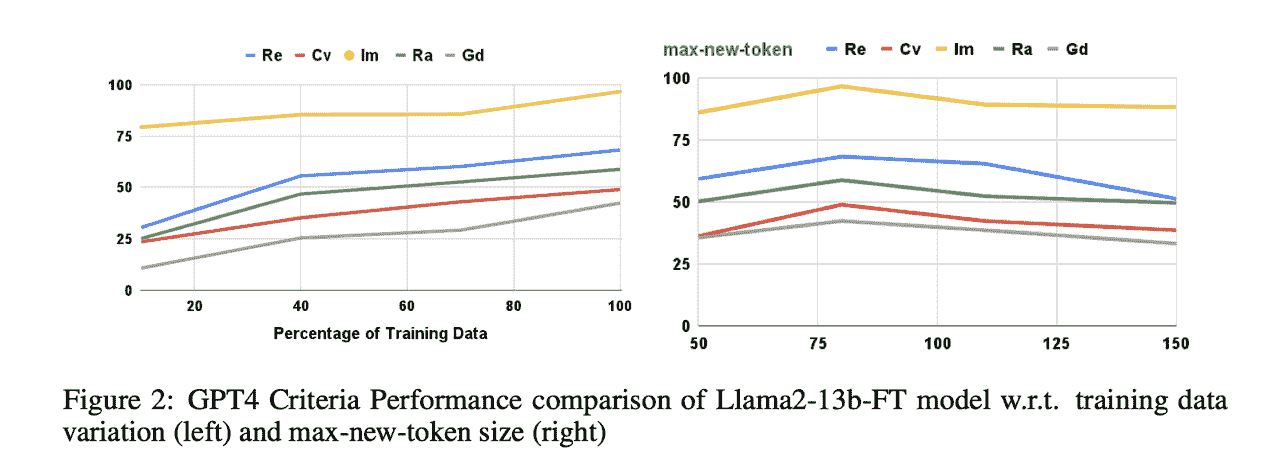 Re Cv Im Ra Gd
100
75
50
25
0
20 40 60 80 100
Percentage of Training Data
max-new-token Re Cv Im Ra Gd
100
75
50
25
0
50 75 100 125 150
Figure 2: GPT4 Criteria Performance comparison of Llama2-13b-FT model w.r.t. training data
variation (left) and max-new-token size (right)